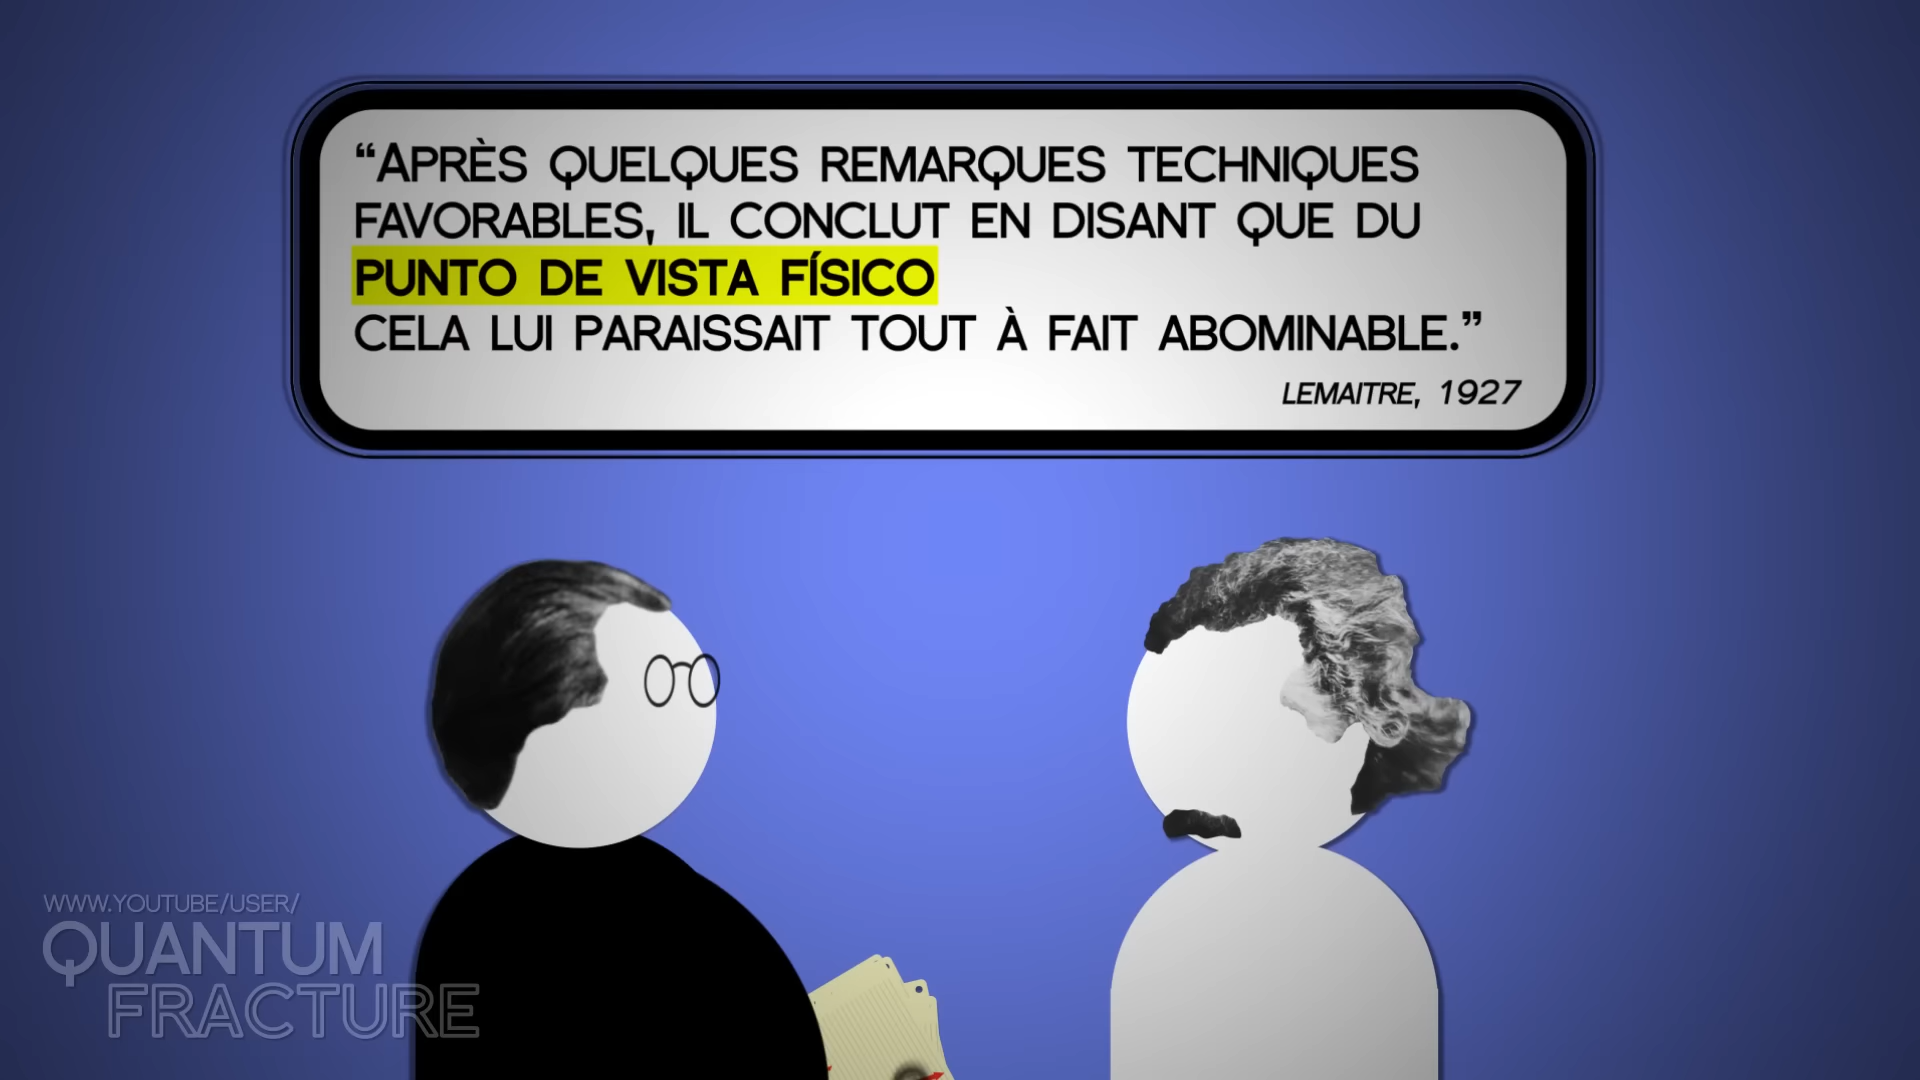 “APRÈS QUELQUES REMARQUES TECHNIQUES
FAVORABLES, IL CONCLUT EN DISANT QUE DU
PUNTO DE VISTA FÍSICO
CELA LUI PARAISSAIT TOUT À FAIT ABOMINABLE.”
LEMAITRE, 1927
WWW.YOUTUBE/USER/
QUANTUM
FRACTURE